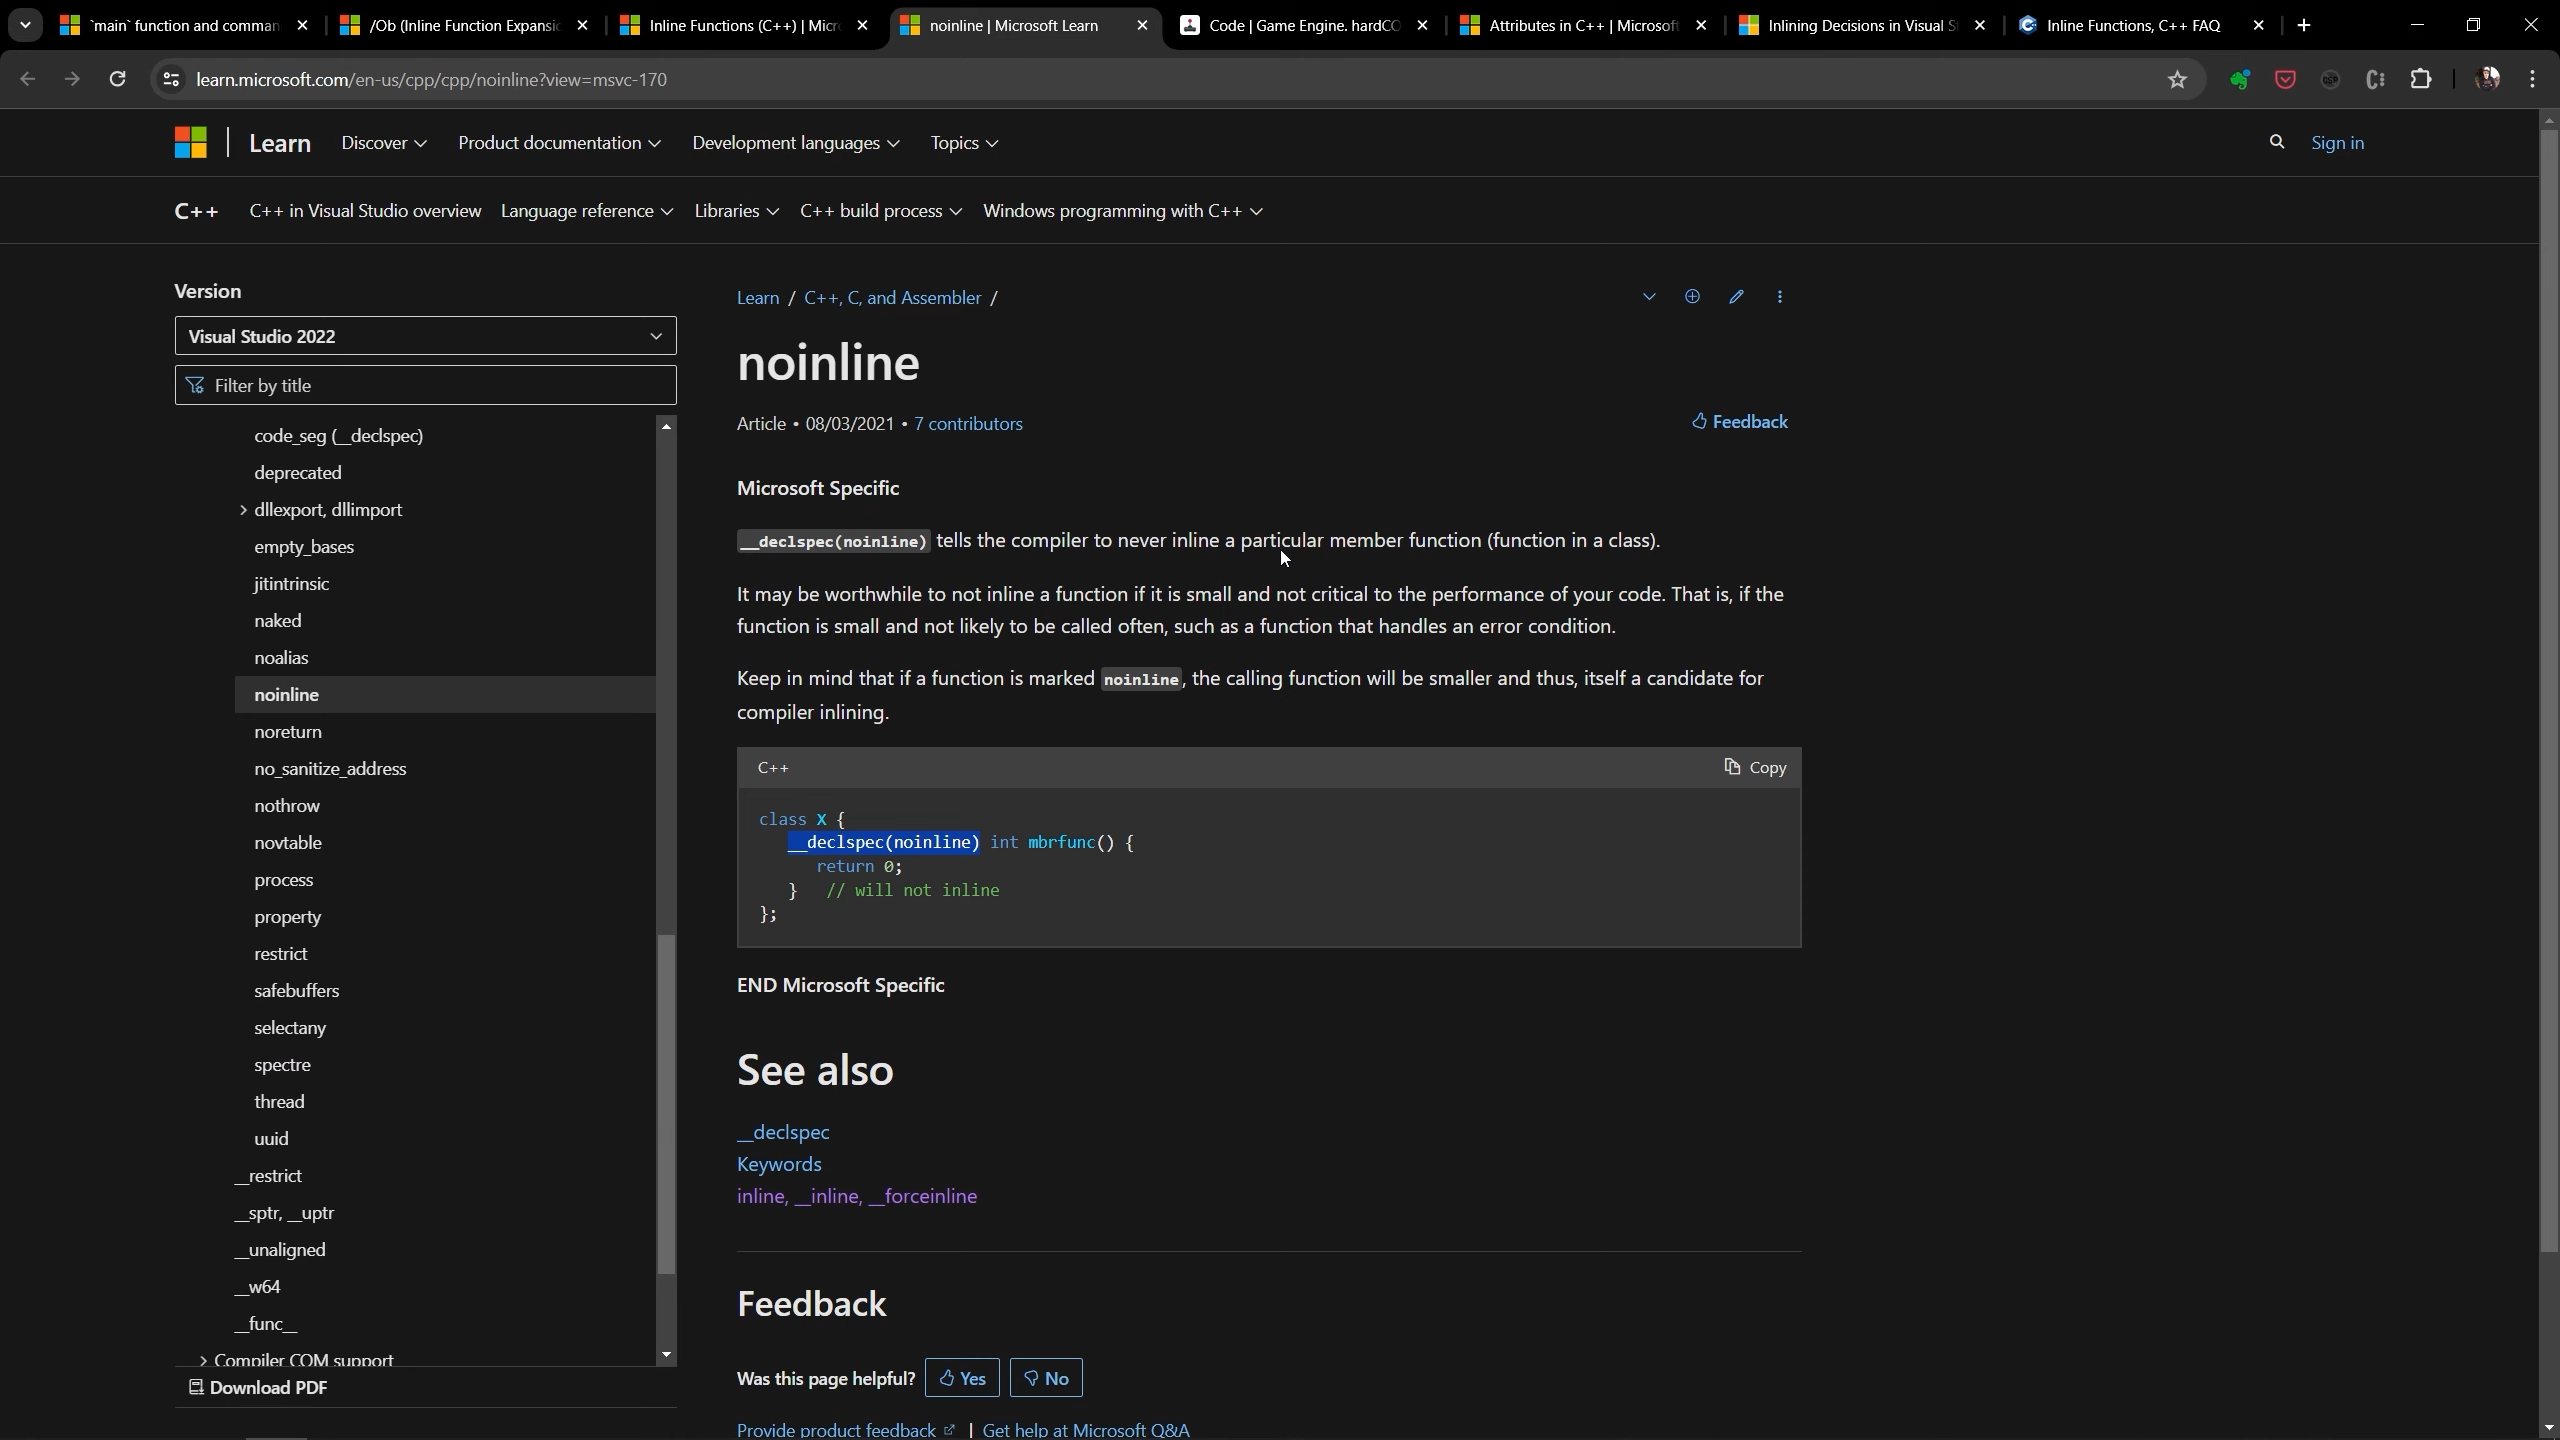 `main` function and comman
/Ob (Inline Function Expansio
Inline Functions (C++) | Micro
noinline | Microsoft Learn
Code | Game Engine. hardCO
Attributes in C++ | Microsoft
Inlining Decisions in Visual S
Inline Functions, C++ FAQ
learn.microsoft.com/en-us/cpp/cpp/noinline?view=msvc-170
Learn Discover Product documentation Development languages Topics Sign in
C++ C++ in Visual Studio overview Language reference Libraries C++ build process Windows programming with C++
Version
Visual Studio 2022
Filter by title
code_seg (__declspec)
deprecated
dllexport, dllimport
empty_bases
jitintrinsic
naked
noalias
noinline
noreturn
no_sanitize_address
nothrow
novtable
process
property
restrict
safebuffers
selectany
spectre
thread
uuid
__restrict
__sptr, __uptr
__unaligned
__w64
__func__
Compiler COM support
Download PDF
Learn / C++, C, and Assembler /
noinline
Article • 08/03/2021 • 7 contributors
Feedback
Microsoft Specific
__declspec(noinline) tells the compiler to never inline a particular member function (function in a class).
It may be worthwhile to not inline a function if it is small and not critical to the performance of your code. That is, if the
function is small and not likely to be called often, such as a function that handles an error condition.
Keep in mind that if a function is marked noinline, the calling function will be smaller and thus, itself a candidate for
compiler inlining.
C++ Copy
class X {
__declspec(noinline) int mbrfunc() {
return 0;
} // will not inline
};
END Microsoft Specific
See also
__declspec
Keywords
inline, __inline, __forceinline
Feedback
Was this page helpful? Yes No
Provide product feedback | Get help at Microsoft Q&A